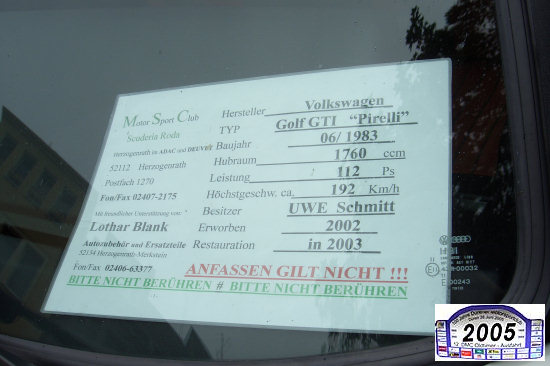 Motor Sport Club
Scuderia Roda
Herzogenrath im ADAC und DEUVET
52112 Herzogenrath
Postfach 1270
Fon/Fax 02407-2175
Mit freundlicher Unterstützung von:
Lothar Blank
Autozubehör und Ersatzteile
52134 Herzogenrath-Merkstein
Fon/Fax 02406-63377
Hersteller Volkswagen
TYP Golf GTI “Pirelli”
Baujahr 06/1983
Hubraum 1760 ccm
Leistung 112 Ps
Höchstgeschw. ca. 192 Km/h
Besitzer UWE Schmitt
Erworben 2002
Restauration in 2003
ANFASSEN GILT NICHT !!!
BITTE NICHT BERÜHREN # BITTE NICHT BERÜHREN
2005